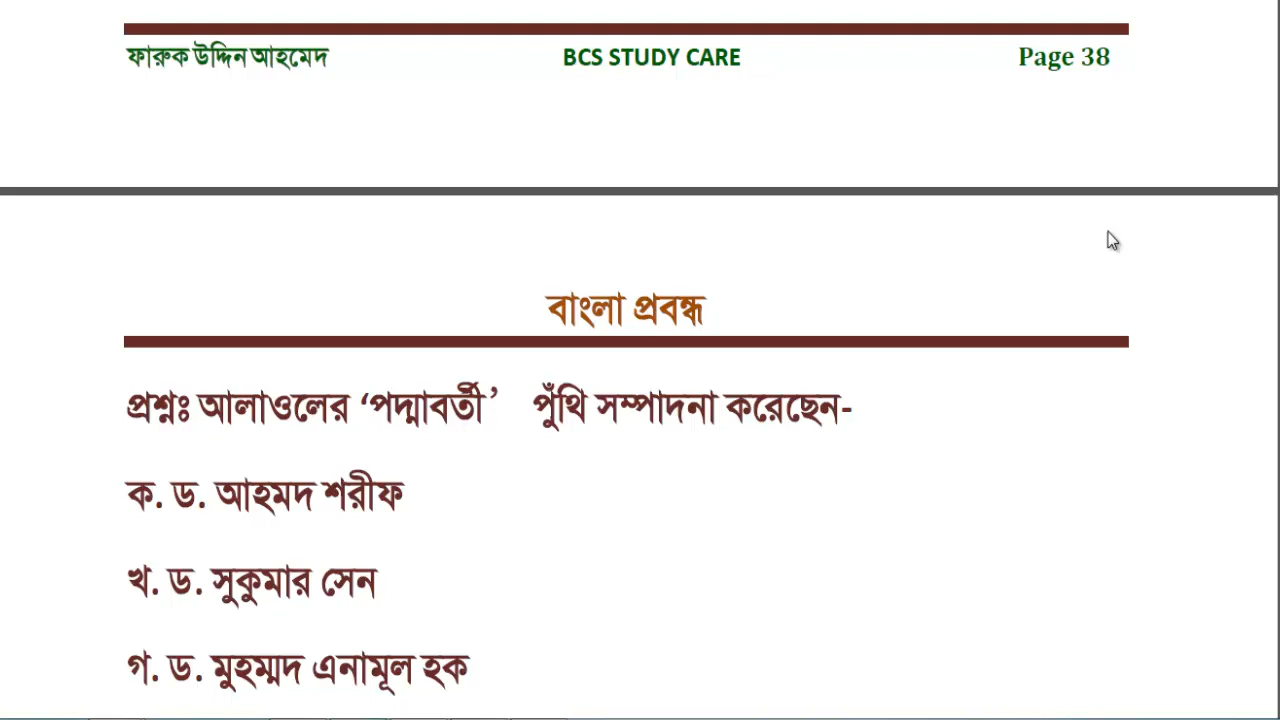 ফারুক উদ্দিন আহমেদ BCS STUDY CARE Page 38
বাংলা প্রবন্ধ
প্রশ্নঃ আলাওলের ‘পদ্মাবর্তী’ পুঁথি সম্পাদনা করেছেন-
ক. ড. আহমদ শরীফ
খ. ড. সুকুমার সেন
গ. ড. মুহম্মদ এনামূল হক